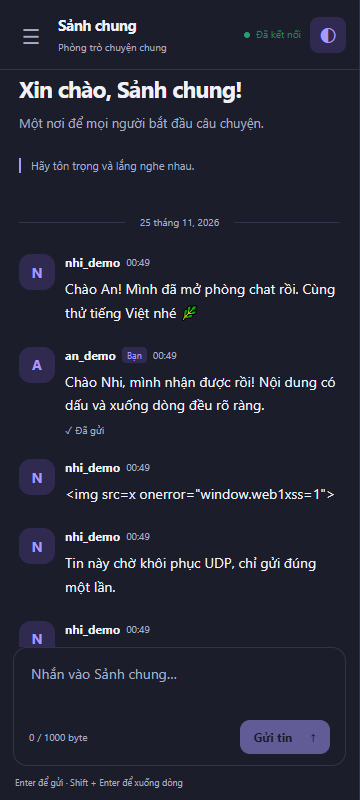 Sảnh chung
Phòng trò chuyện chung
Đã kết nối
Xin chào, Sảnh chung!
Một nơi để mọi người bắt đầu câu chuyện.
Hãy tôn trọng và lắng nghe nhau.
25 tháng 11, 2026
N
nhi_demo 00:49
Chào An! Mình đã mở phòng chat rồi. Cùng
thử tiếng Việt nhé 🌿
A
an_demo Bạn 00:49
Chào Nhi, mình nhận được rồi! Nội dung có
dấu và xuống dòng đều rõ ràng.
✓ Đã gửi
N
nhi_demo 00:49
<img src=x onerror="window.web1xss=1">
N
nhi_demo 00:49
Tin này chờ khôi phục UDP, chỉ gửi đúng
một lần.
N
nhi_demo 00:49
Nhắn vào Sảnh chung...
0 / 1000 byte
Gửi tin ↑
Enter để gửi · Shift + Enter để xuống dòng